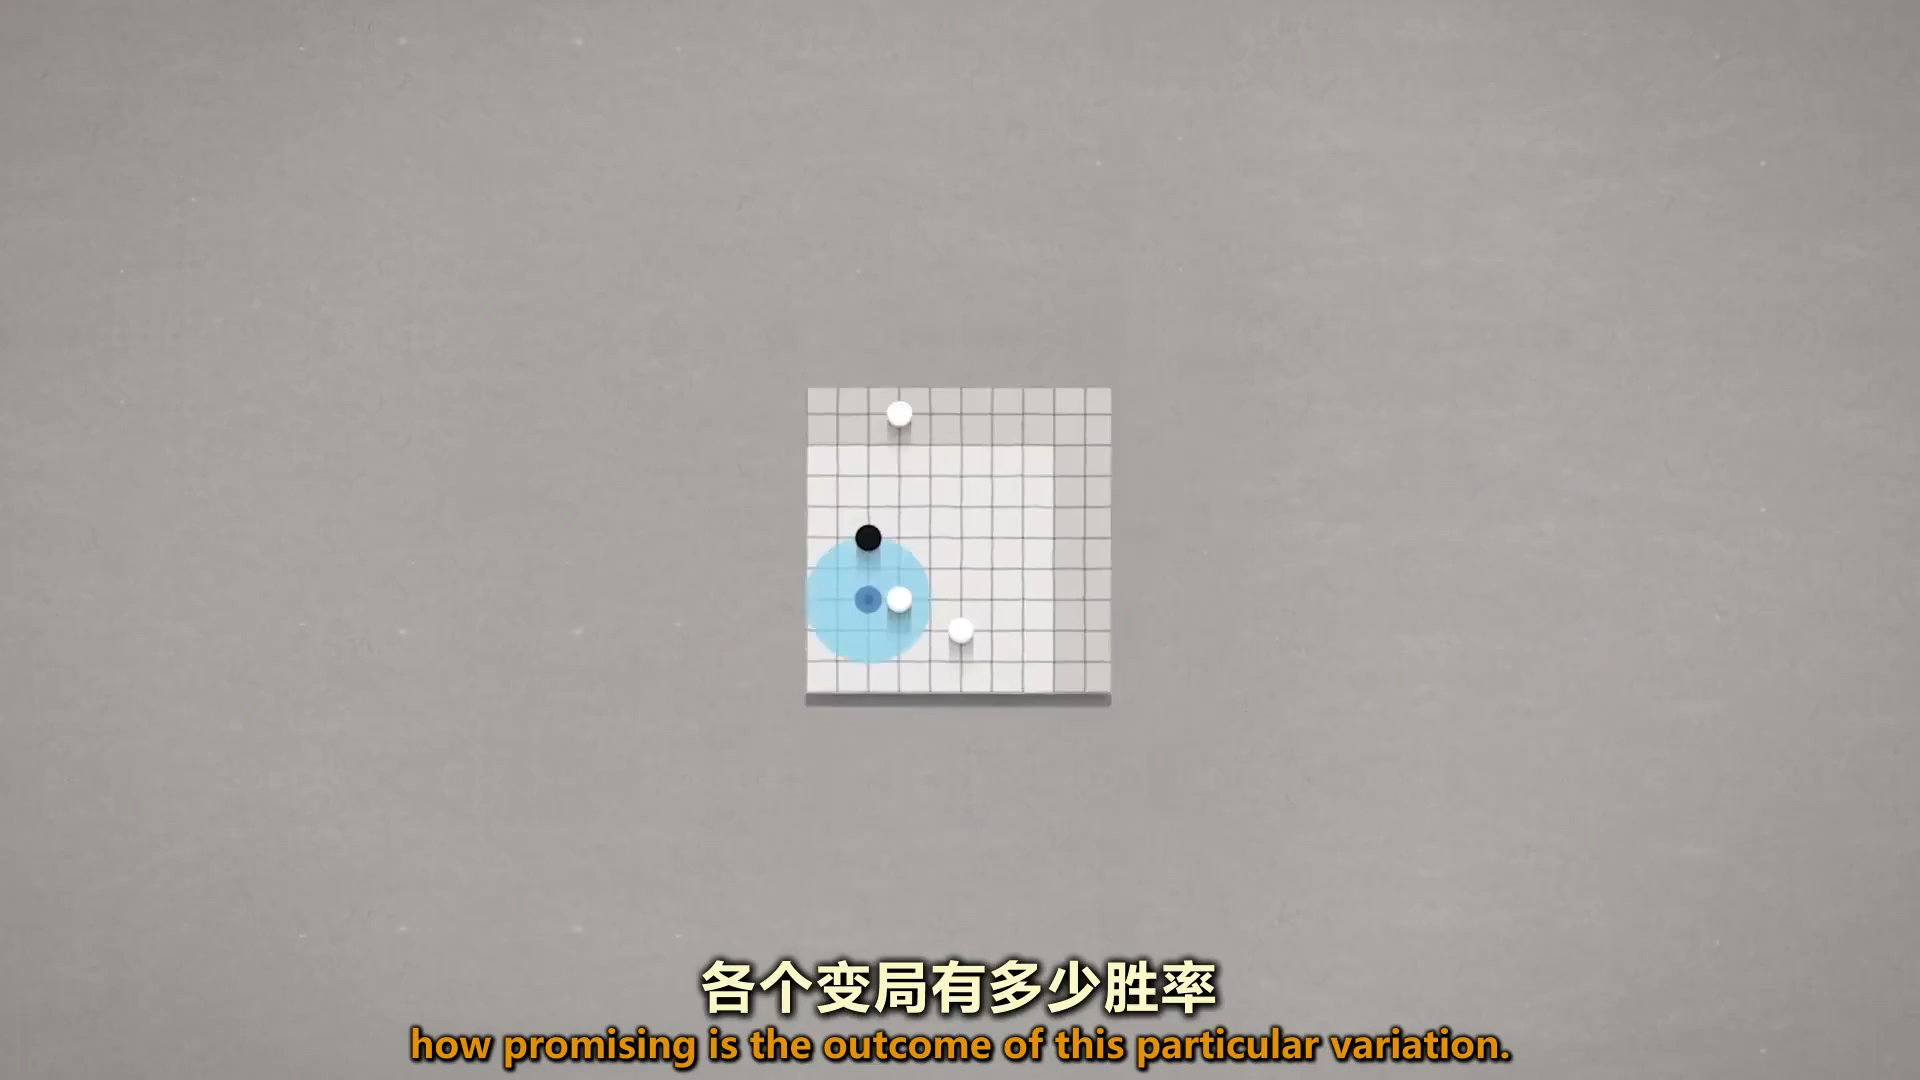 各个变局有多少胜率
how promising is the outcome of this particular variation.